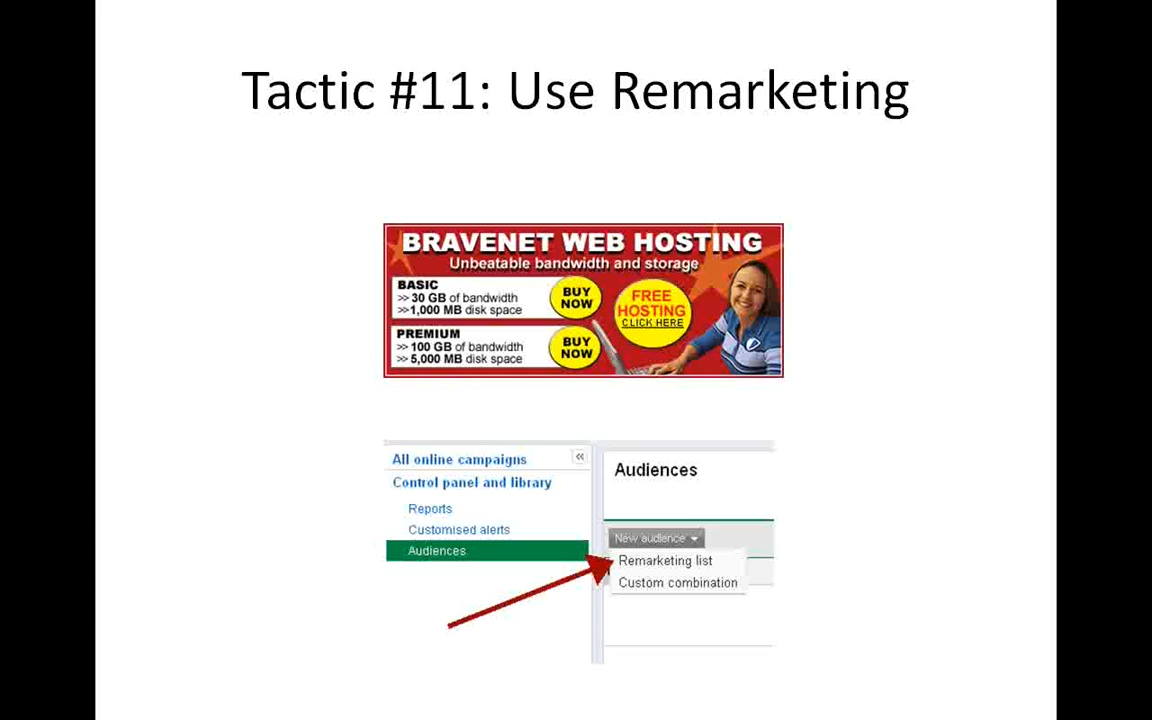 Tactic #11: Use Remarketing
BRAVENET WEB HOSTING
Unbeatable bandwidth and storage
BASIC
>> 30 GB of bandwidth
>>1,000 MB disk space
BUY
NOW
FREE
HOSTING
CLICK HERE
PREMIUM
>> 100 GB of bandwidth
>> 5,000 MB disk space
BUY
NOW
All online campaigns
«
Control panel and library
Reports
Customised alerts
Audiences
Audiences
New audience
Remarketing list
Custom combination